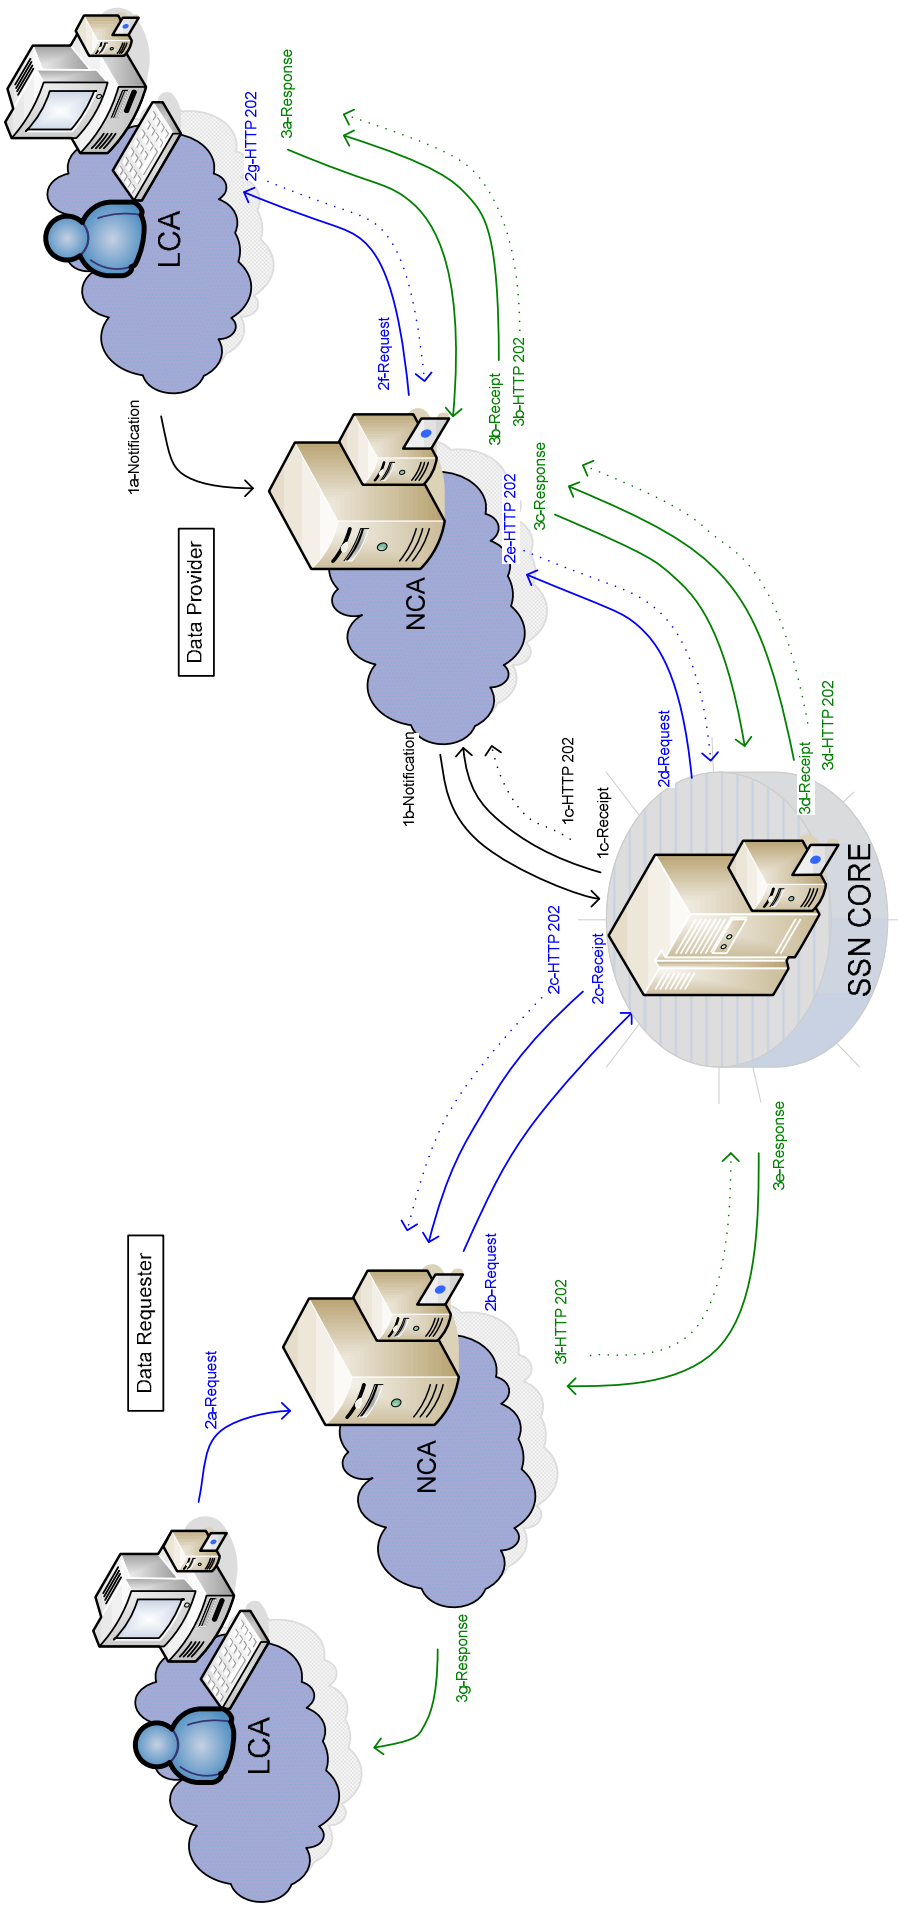 Data Requester
Data Provider
LCA
2a-Request
NCA
3g-Response
2b-Request
3f-HTTP 202
2c-HTTP 202
2c-Receipt
3e-Response
SSN CORE
1b-Notification
1c-HTTP 202
1c-Receipt
2d-Request
3d-Receipt
3d-HTTP 202
NCA
2e-HTTP 202
3c-Response
1a-Notification
2f-Request
3b-Receipt
3b-HTTP 202
LCA
2g-HTTP 202
3a-Response